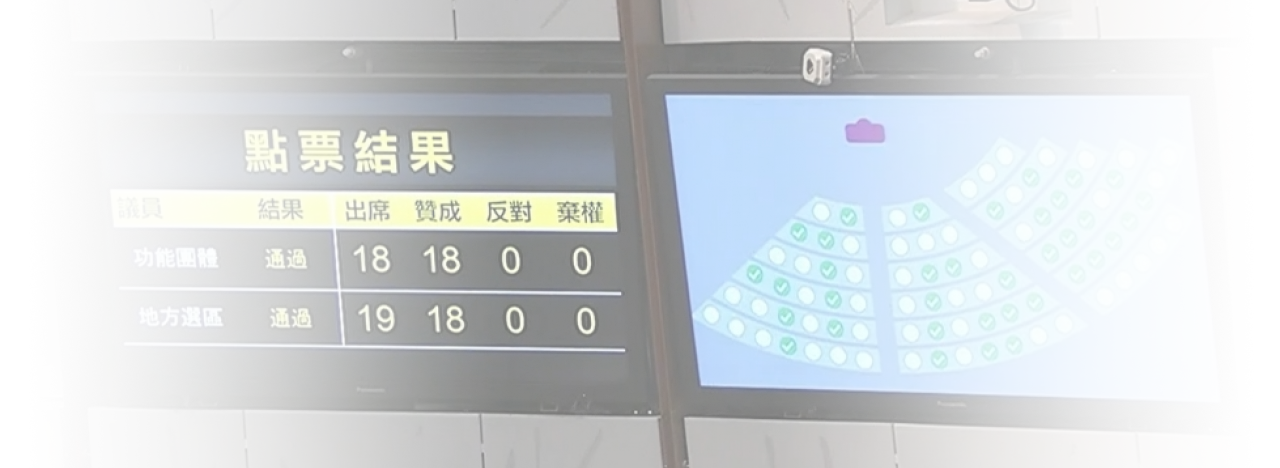 點票結果
議員 結果 出席 贊成 反對 棄權
功能團體 通過 18 18 0 0
地方選區 通過 19 18 0 0